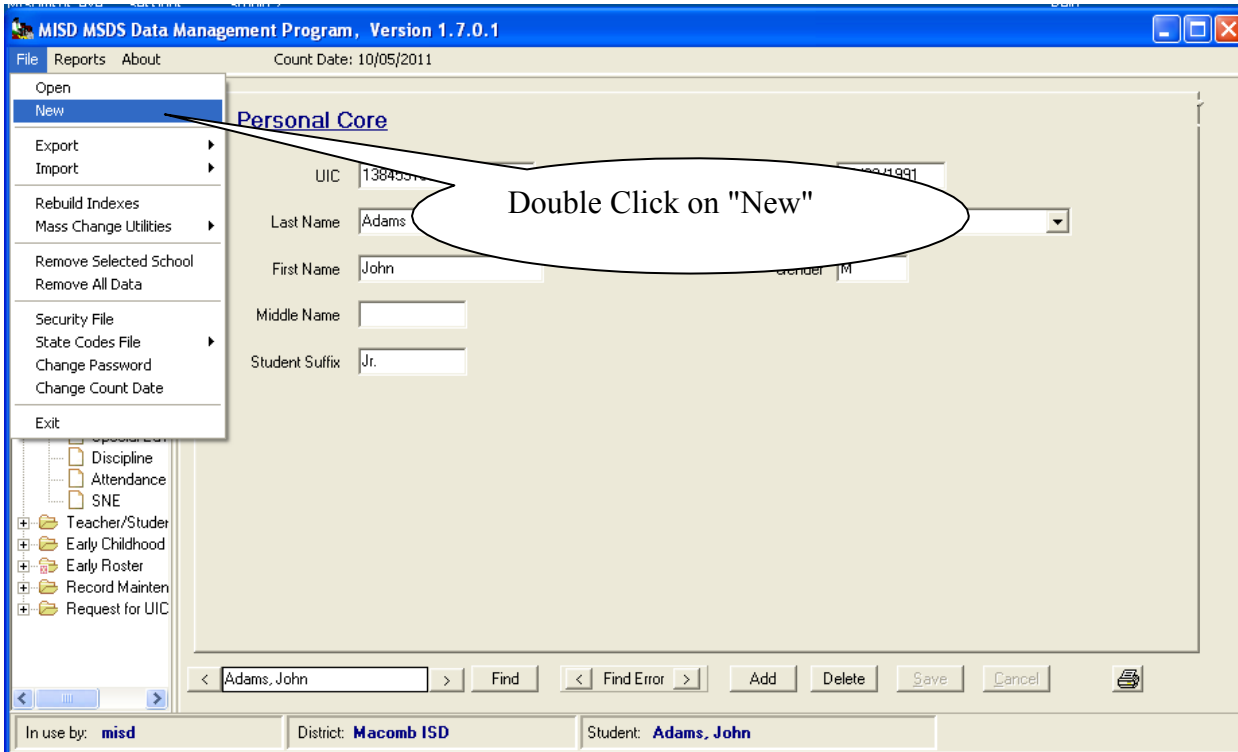 MISD MSDS Data Management Program, Version 1.7.0.1
File Reports About Count Date: 10/05/2011
Open
New
Export
Import
Rebuild Indexes
Mass Change Utilities
Remove Selected School
Remove All Data
Security File
State Codes File
Change Password
Change Count Date
Exit
Discipline
Attendance
SNE
Teacher/Studer
Early Childhood
Early Roster
Record Mainten
Request for UIC
Personal Core
UIC
Last Name Adams
First Name John
Gender M
Middle Name
Student Suffix Jr.
Double Click on "New"
< Adams, John > Find < Find Error > Add Delete Save Cancel
In use by: misd District: Macomb ISD Student: Adams, John